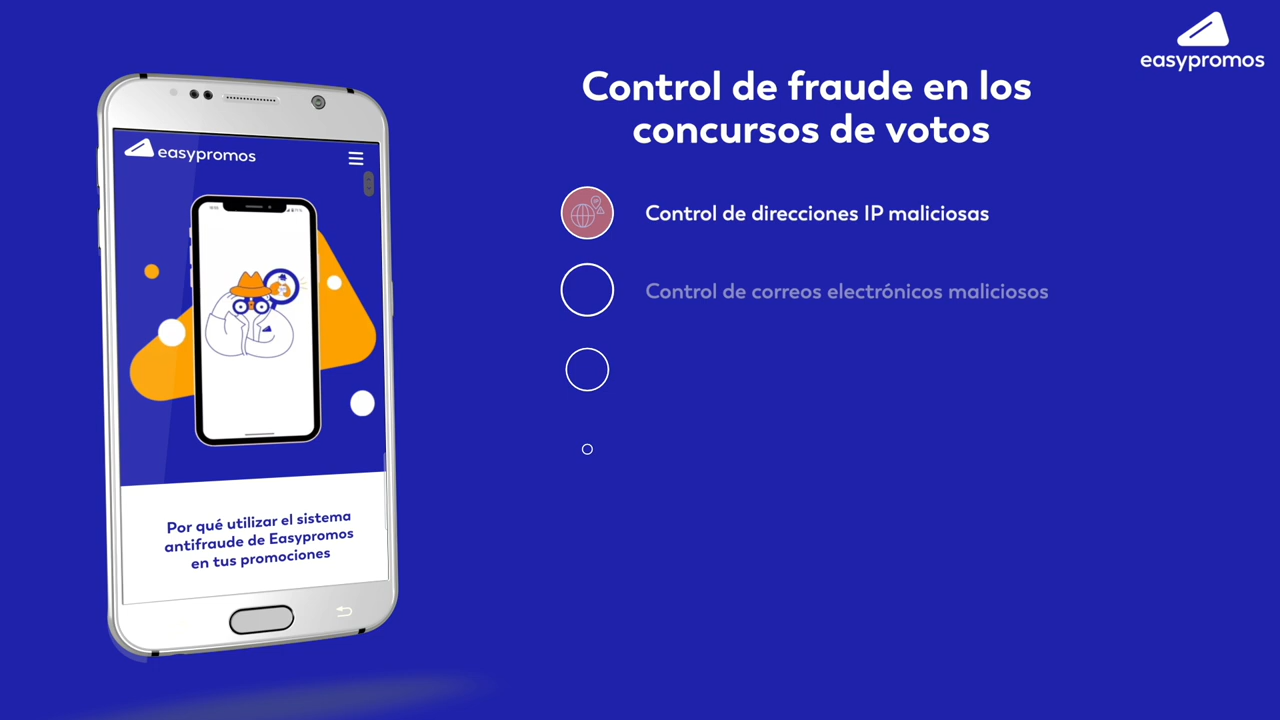 easypromos
Control de fraude en los
concursos de votos
Control de direcciones IP maliciosas
Control de correos electrónicos maliciosos
easypromos
Por qué utilizar el sistema
antifraude de Easypromos
en tus promociones